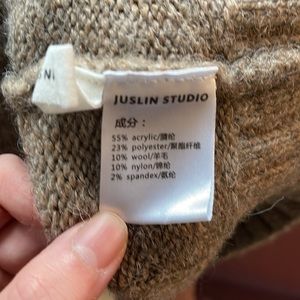 JUSLIN STUDIO
成分：
55% acrylic/腈纶
23% polyester/聚酯纤维
10% wool/羊毛
10% nylon/锦纶
2% spandex/氨纶